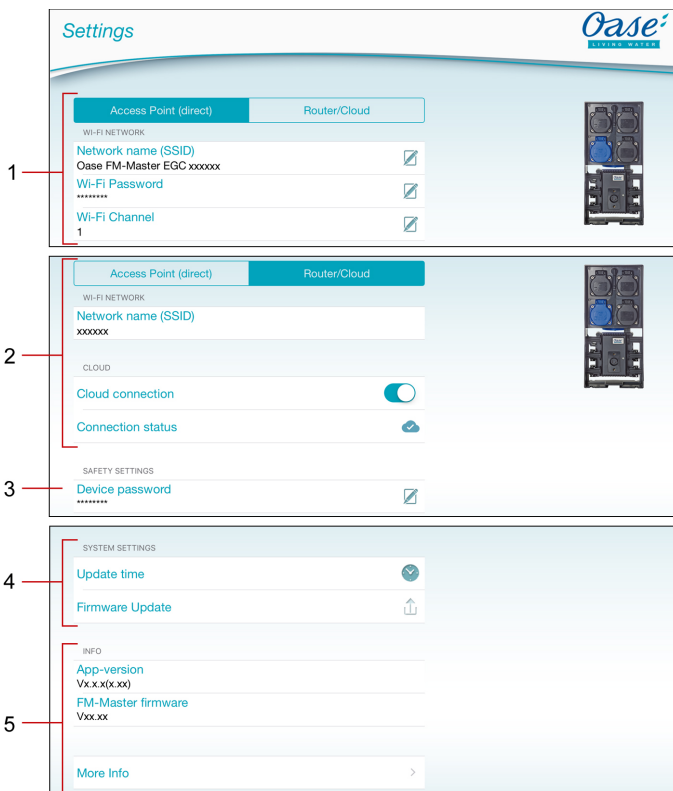 Settings
Oase
LIVING WATER
1
Access Point (direct) Router/Cloud
WI-FI NETWORK
Network name (SSID)
Oase FM-Master EGC xxxxxx
Wi-Fi Password
********
Wi-Fi Channel
1
2
Access Point (direct) Router/Cloud
WI-FI NETWORK
Network name (SSID)
xxxxxx
CLOUD
Cloud connection
Connection status
3
SAFETY SETTINGS
Device password
********
4
SYSTEM SETTINGS
Update time
Firmware Update
5
INFO
App-version
Vx.x.x(x.xx)
FM-Master firmware
Vxx.xx
More Info